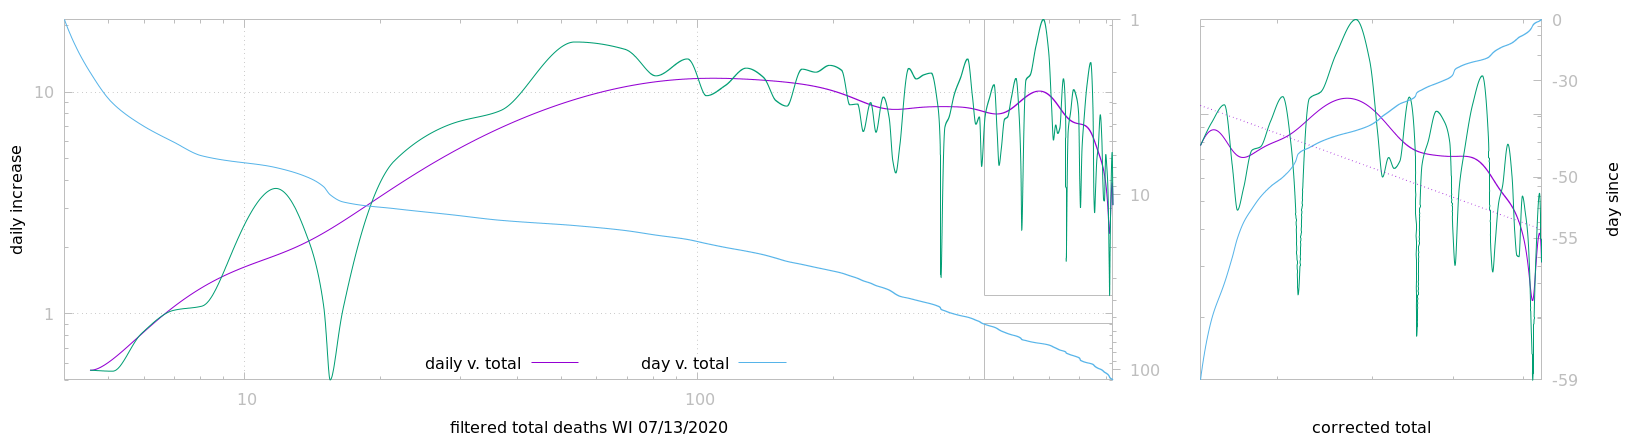 1
10
100
10
1
daily increase
daily v. total
day v. total
10
100
filtered total deaths WI 07/13/2020
0
-30
-50
-55
-59
day since
corrected total